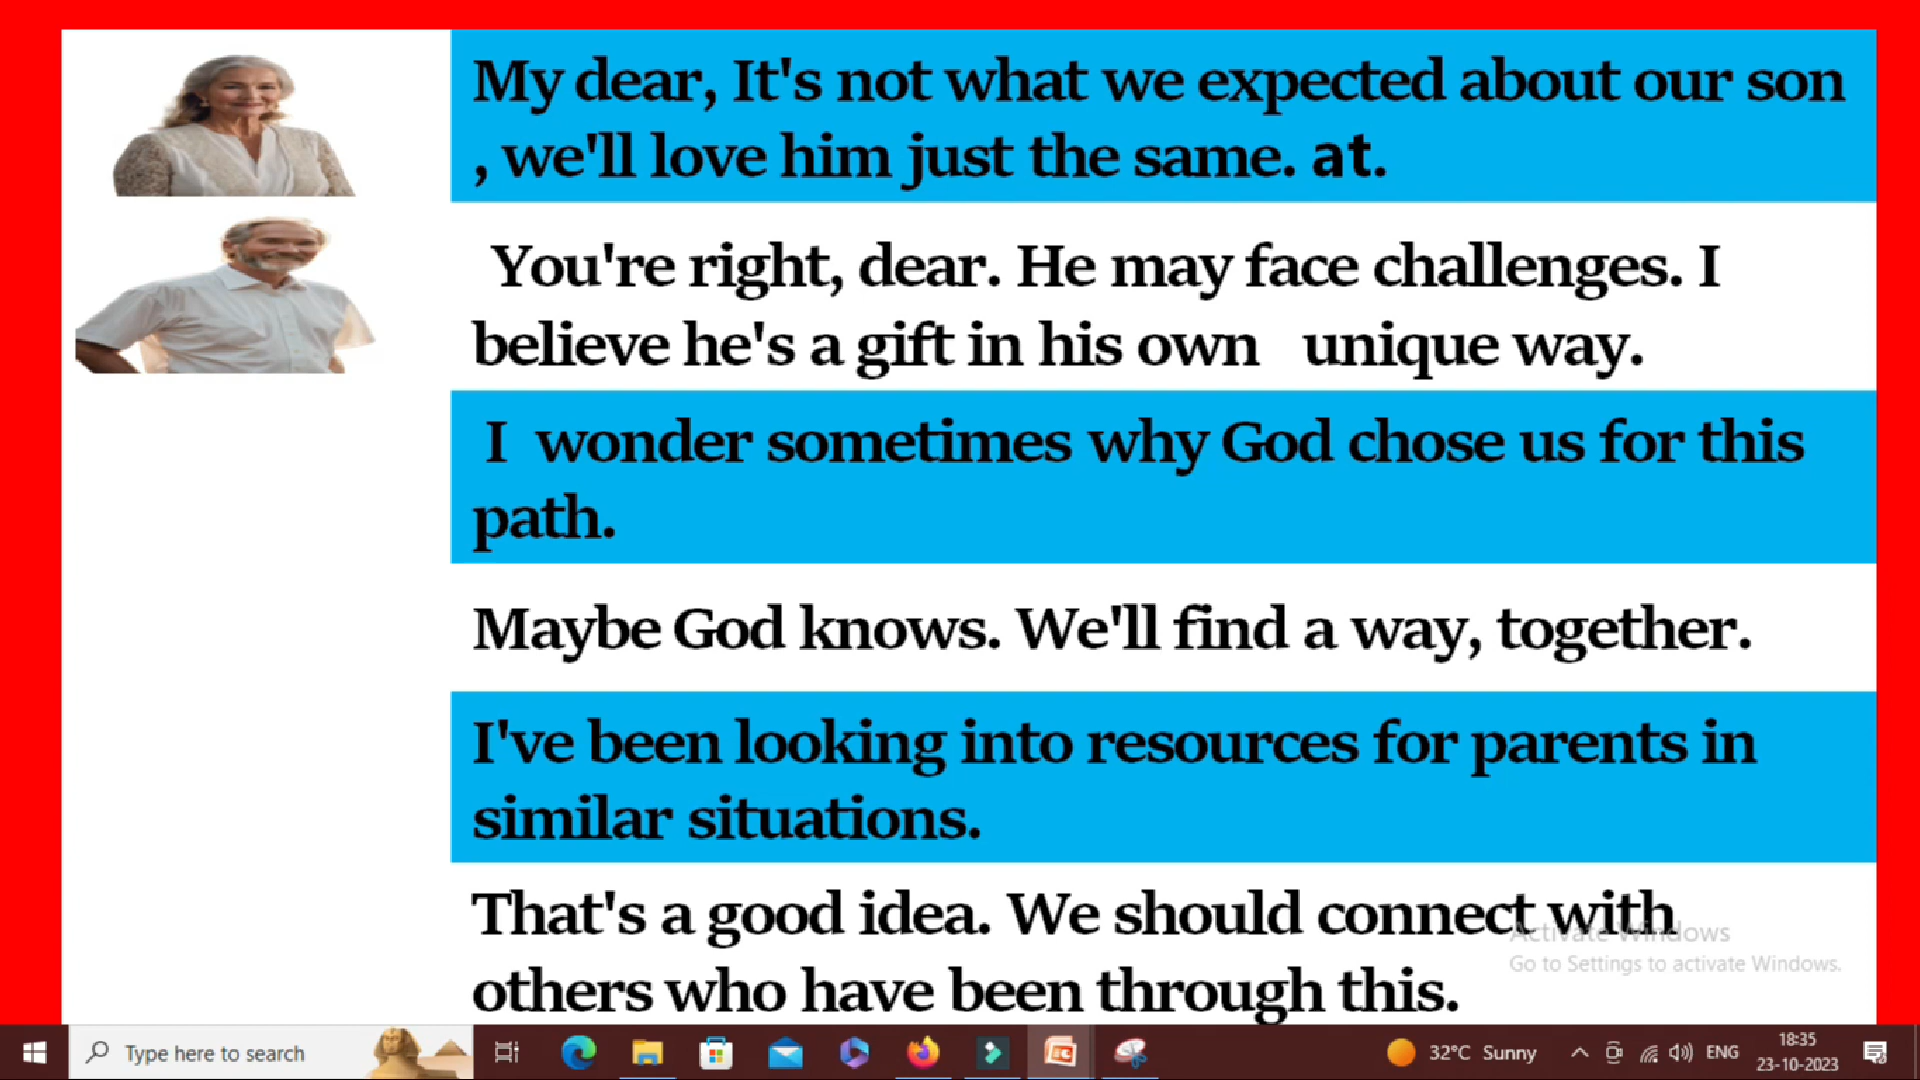 My dear, It's not what we expected about our son
, we'll love him just the same. at.
You're right, dear. He may face challenges. I
believe he's a gift in his own unique way.
I wonder sometimes why God chose us for this
path.
Maybe God knows. We'll find a way, together.
I've been looking into resources for parents in
similar situations.
That's a good idea. We should connect with
others who have been through this.
Activate Windows
Go to Settings to activate Windows.
Type here to search
32°C Sunny
ENG
18:35
23-10-2023